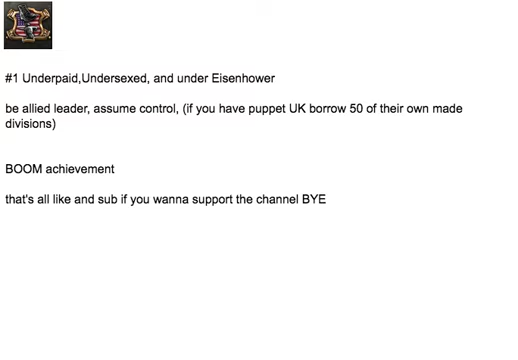 #1 Underpaid,Undersexed, and under Eisenhower
be allied leader, assume control, (if you have puppet UK borrow 50 of their own made
divisions)
BOOM achievement
that's all like and sub if you wanna support the channel BYE